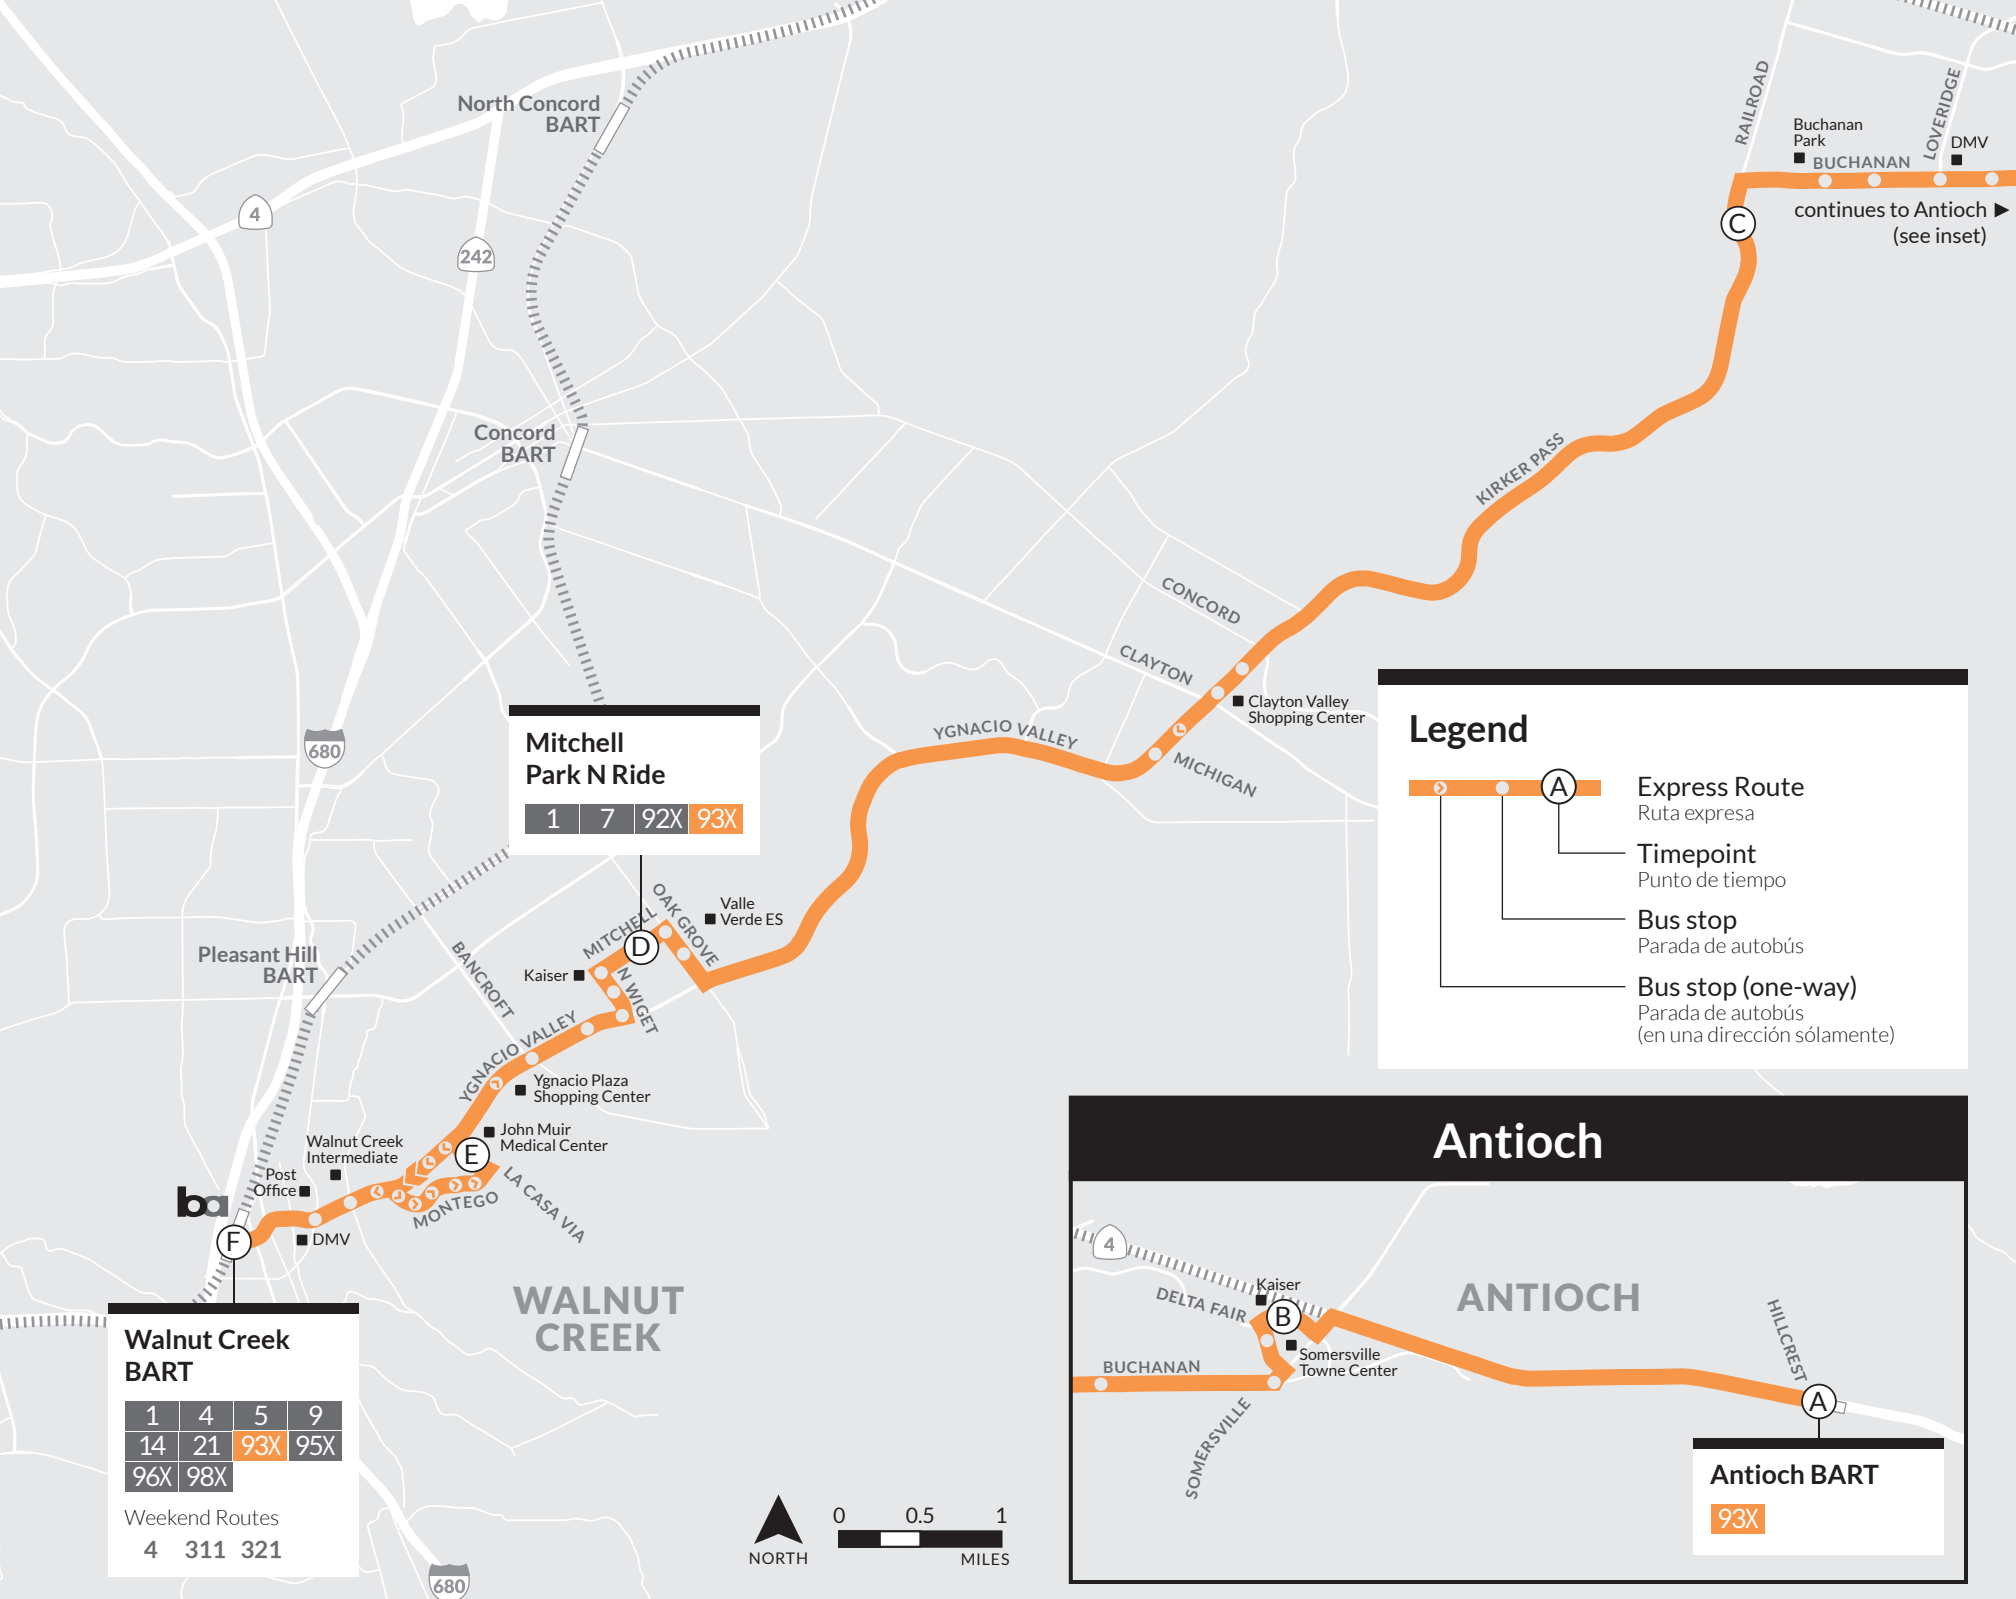 North Concord
BART
4
242
RAILROAD
Buchanan
Park
BUCHANAN
LOVERIDGE
DMV
C
continues to Antioch ►
(see inset)
Concord
BART
KIRKER PASS
CONCORD
CLAYTON
Clayton Valley
Shopping Center
YGNACIO VALLEY
MICHIGAN
680
Mitchell
Park N Ride
1 7 92X 93X
Legend
A
Express Route
Ruta expresa
Timepoint
Punto de tiempo
Bus stop
Parada de autobús
Bus stop (one-way)
Parada de autobús
(en una dirección sólamente)
OAK GROVE
Valle
Verde ES
MITCHELL
D
Kaiser
N WIGET
BANCROFT
Pleasant Hill
BART
YGNACIO VALLEY
Ygnacio Plaza
Shopping Center
John Muir
Medical Center
E
Walnut Creek
Intermediate
Post
Office
LA CASA VIA
MONTEGO
ba
F
DMV
WALNUT
CREEK
Walnut Creek
BART
1 4 5 9
14 21 93X 95X
96X 98X
Weekend Routes
4 311 321
680
NORTH
0 0.5 1
MILES
Antioch
4
Kaiser
DELTA FAIR
B
ANTIOCH
HILLCREST
Somersville
Towne Center
BUCHANAN
SOMERSVILLE
A
Antioch BART
93X